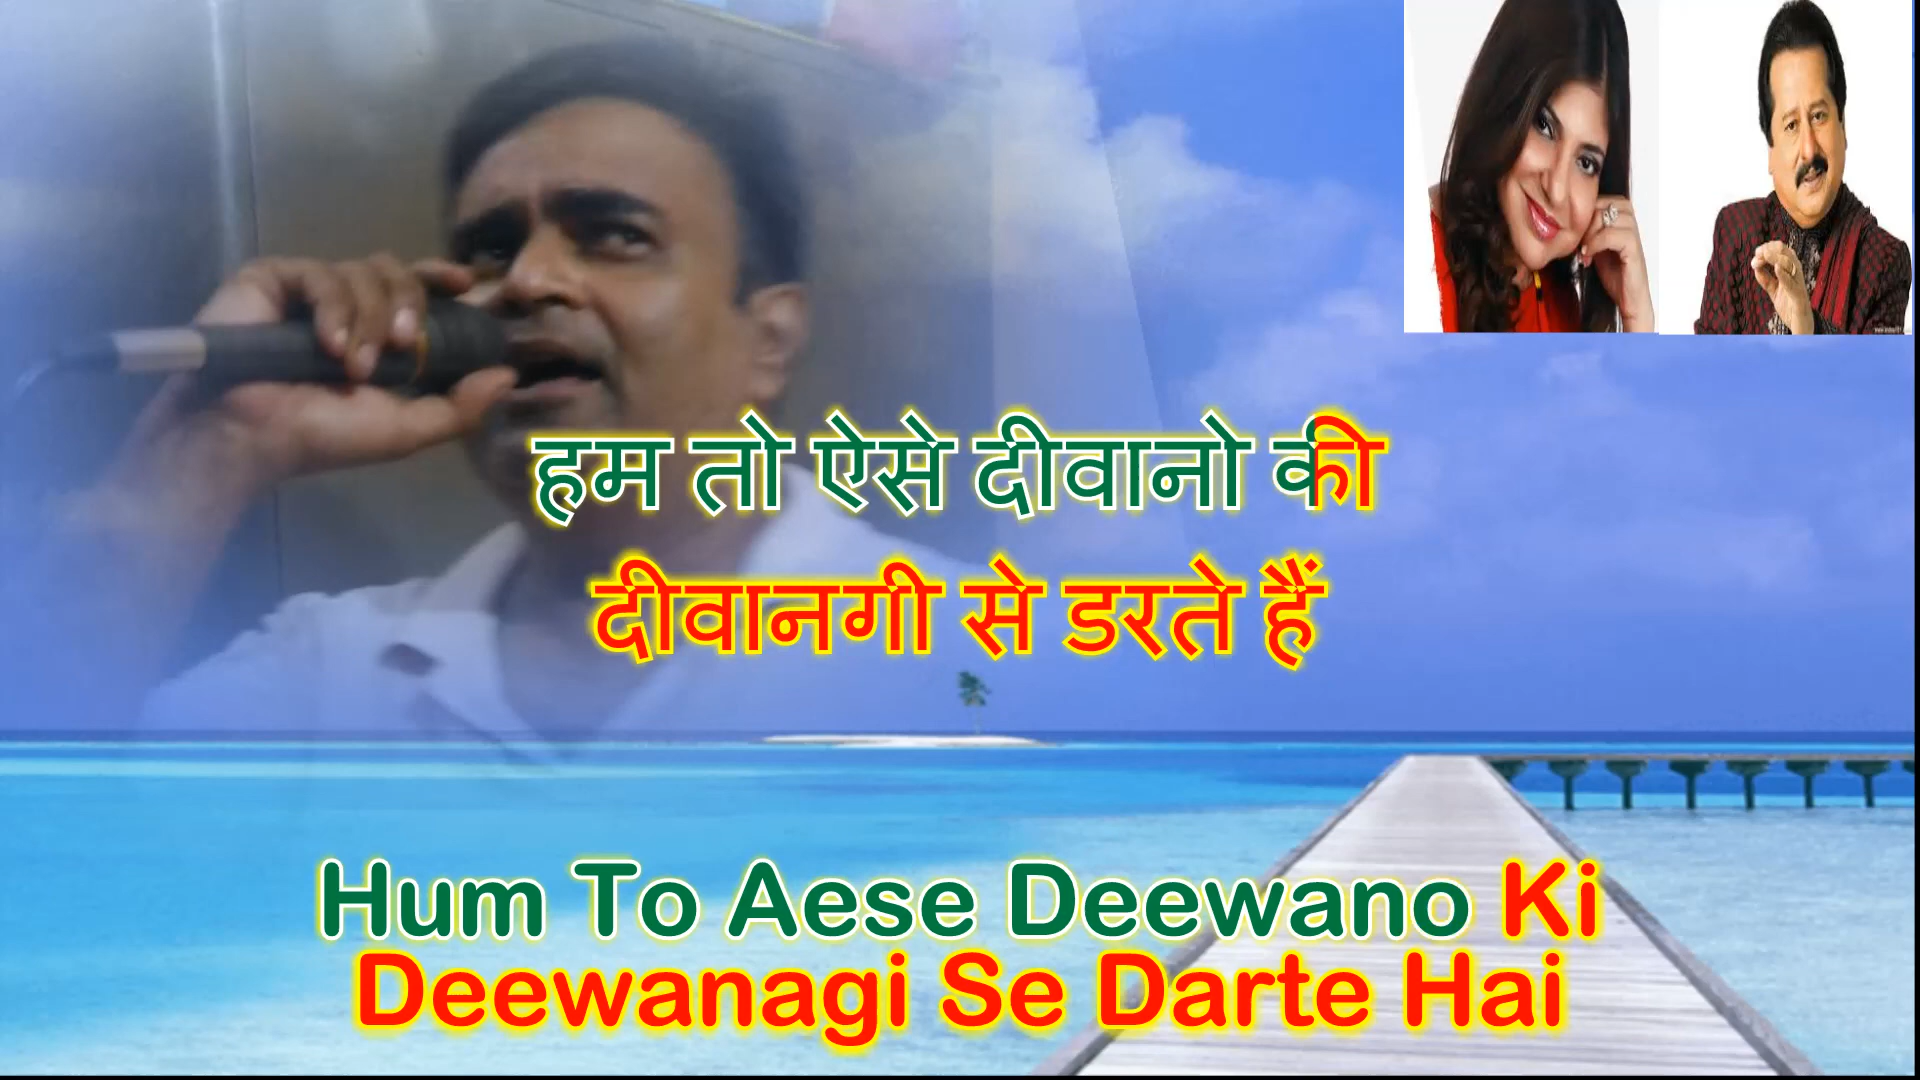 हम तो ऐसे दीवानो की
दीवानगी से डरते हैं
Hum To Aese Deewano Ki
Deewanagi Se Darte Hai